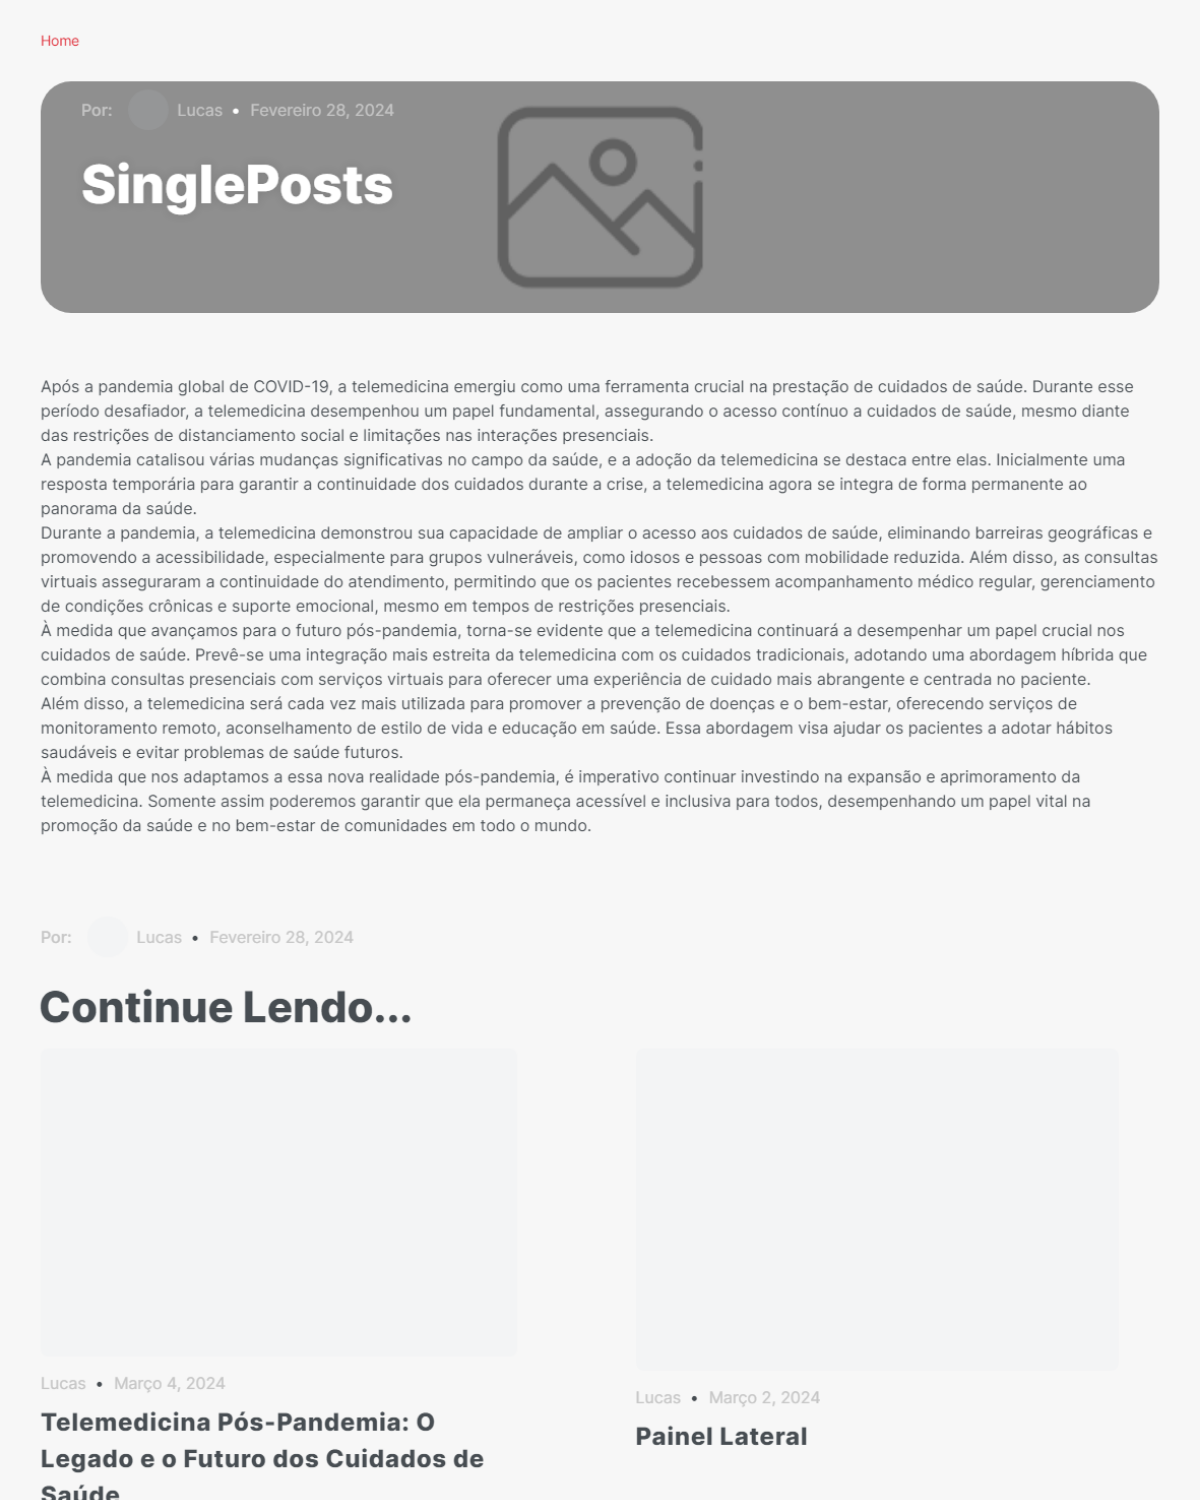 Home
Por: Lucas • Fevereiro 28, 2024
SinglePosts
Após a pandemia global de COVID-19, a telemedicina emergiu como uma ferramenta crucial na prestação de cuidados de saúde. Durante esse
período desafiador, a telemedicina desempenhou um papel fundamental, assegurando o acesso contínuo a cuidados de saúde, mesmo diante
das restrições de distanciamento social e limitações nas interações presenciais.
A pandemia catalisou várias mudanças significativas no campo da saúde, e a adoção da telemedicina se destaca entre elas. Inicialmente uma
resposta temporária para garantir a continuidade dos cuidados durante a crise, a telemedicina agora se integra de forma permanente ao
panorama da saúde.
Durante a pandemia, a telemedicina demonstrou sua capacidade de ampliar o acesso aos cuidados de saúde, eliminando barreiras geográficas e
promovendo a acessibilidade, especialmente para grupos vulneráveis, como idosos e pessoas com mobilidade reduzida. Além disso, as consultas
virtuais asseguraram a continuidade do atendimento, permitindo que os pacientes recebessem acompanhamento médico regular, gerenciamento
de condições crônicas e suporte emocional, mesmo em tempos de restrições presenciais.
À medida que avançamos para o futuro pós-pandemia, torna-se evidente que a telemedicina continuará a desempenhar um papel crucial nos
cuidados de saúde. Prevê-se uma integração mais estreita da telemedicina com os cuidados tradicionais, adotando uma abordagem híbrida que
combina consultas presenciais com serviços virtuais para oferecer uma experiência de cuidado mais abrangente e centrada no paciente.
Além disso, a telemedicina será cada vez mais utilizada para promover a prevenção de doenças e o bem-estar, oferecendo serviços de
monitoramento remoto, aconselhamento de estilo de vida e educação em saúde. Essa abordagem visa ajudar os pacientes a adotar hábitos
saudáveis e evitar problemas de saúde futuros.
À medida que nos adaptamos a essa nova realidade pós-pandemia, é imperativo continuar investindo na expansão e aprimoramento da
telemedicina. Somente assim poderemos garantir que ela permaneça acessível e inclusiva para todos, desempenhando um papel vital na
promoção da saúde e no bem-estar de comunidades em todo o mundo.
Por: Lucas • Fevereiro 28, 2024
Continue Lendo...
Lucas • Março 4, 2024
Telemedicina Pós-Pandemia: O
Legado e o Futuro dos Cuidados de
Saúde
Lucas • Março 2, 2024
Painel Lateral